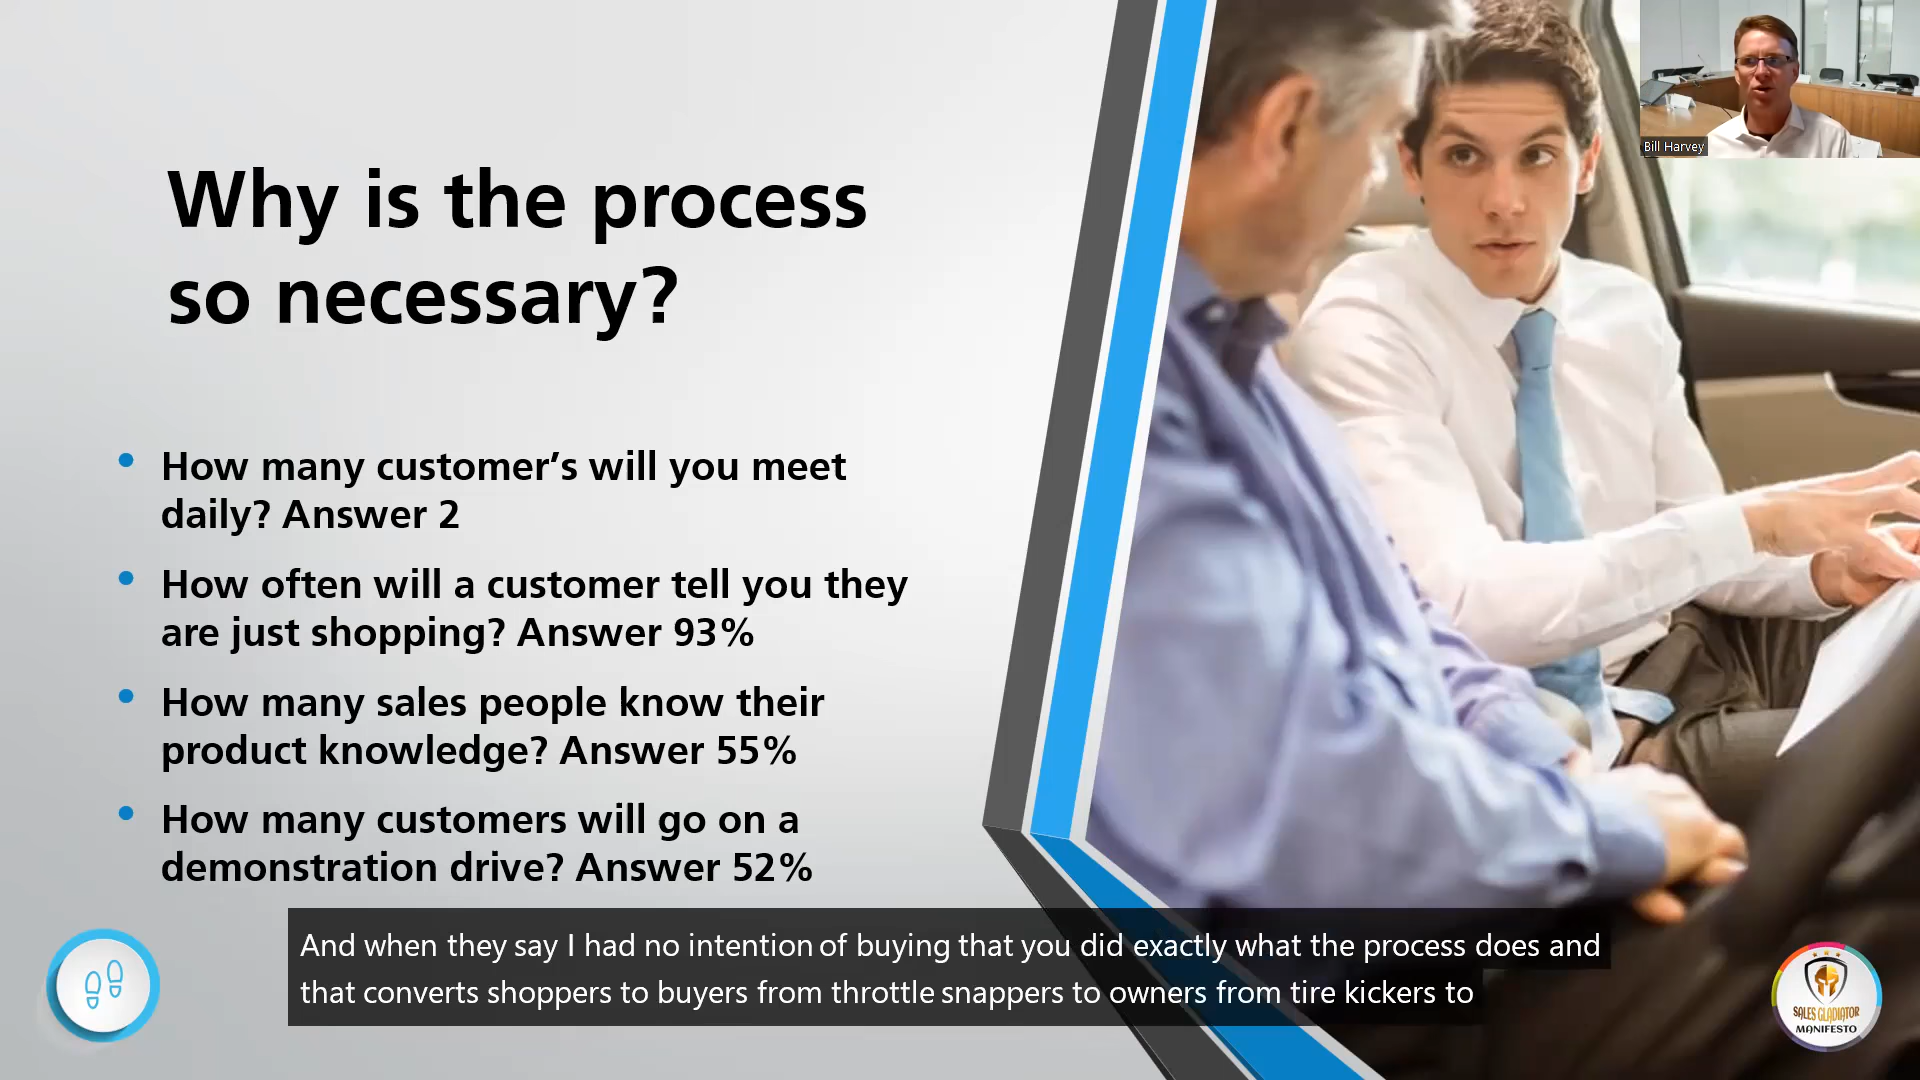 Bill Harvey
Why is the process
so necessary?
How many customer’s will you meet
daily? Answer 2
How often will a customer tell you they
are just shopping? Answer 93%
How many sales people know their
product knowledge? Answer 55%
How many customers will go on a
demonstration drive? Answer 52%
And when they say I had no intention of buying that you did exactly what the process does and
that converts shoppers to buyers from throttle snappers to owners from tire kickers to
SALES GLADIATOR
MANIFESTO